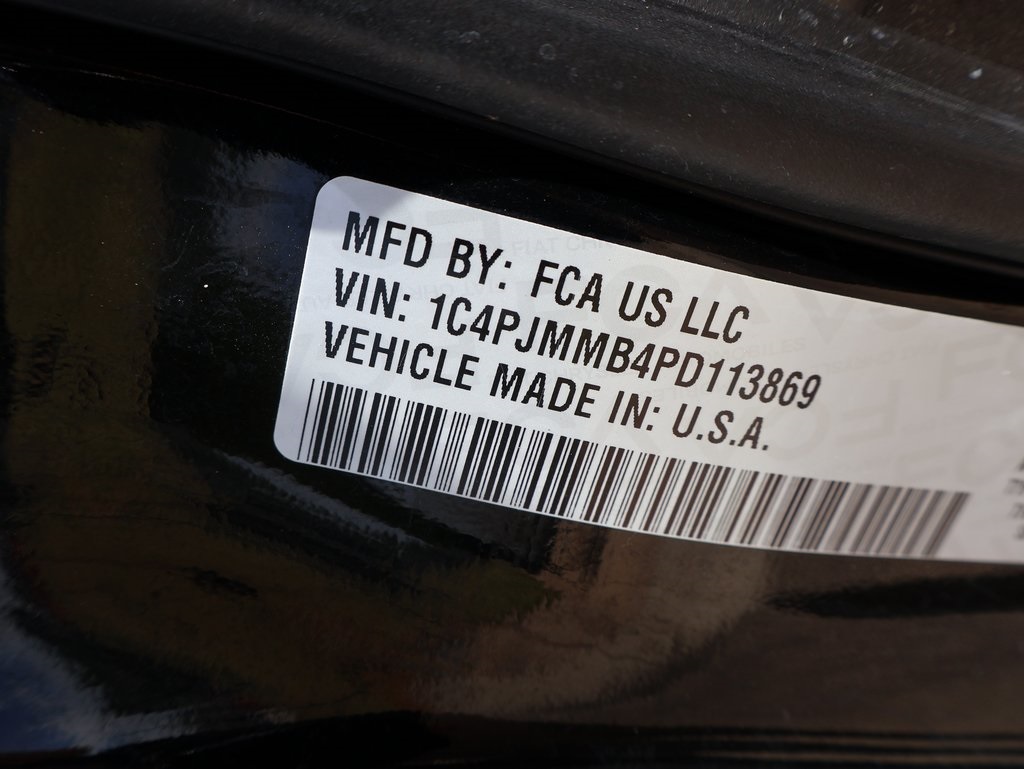 MFD BY: FCA US LLC
VIN: 1C4PJMMB4PD113869
VEHICLE MADE IN: U.S.A.